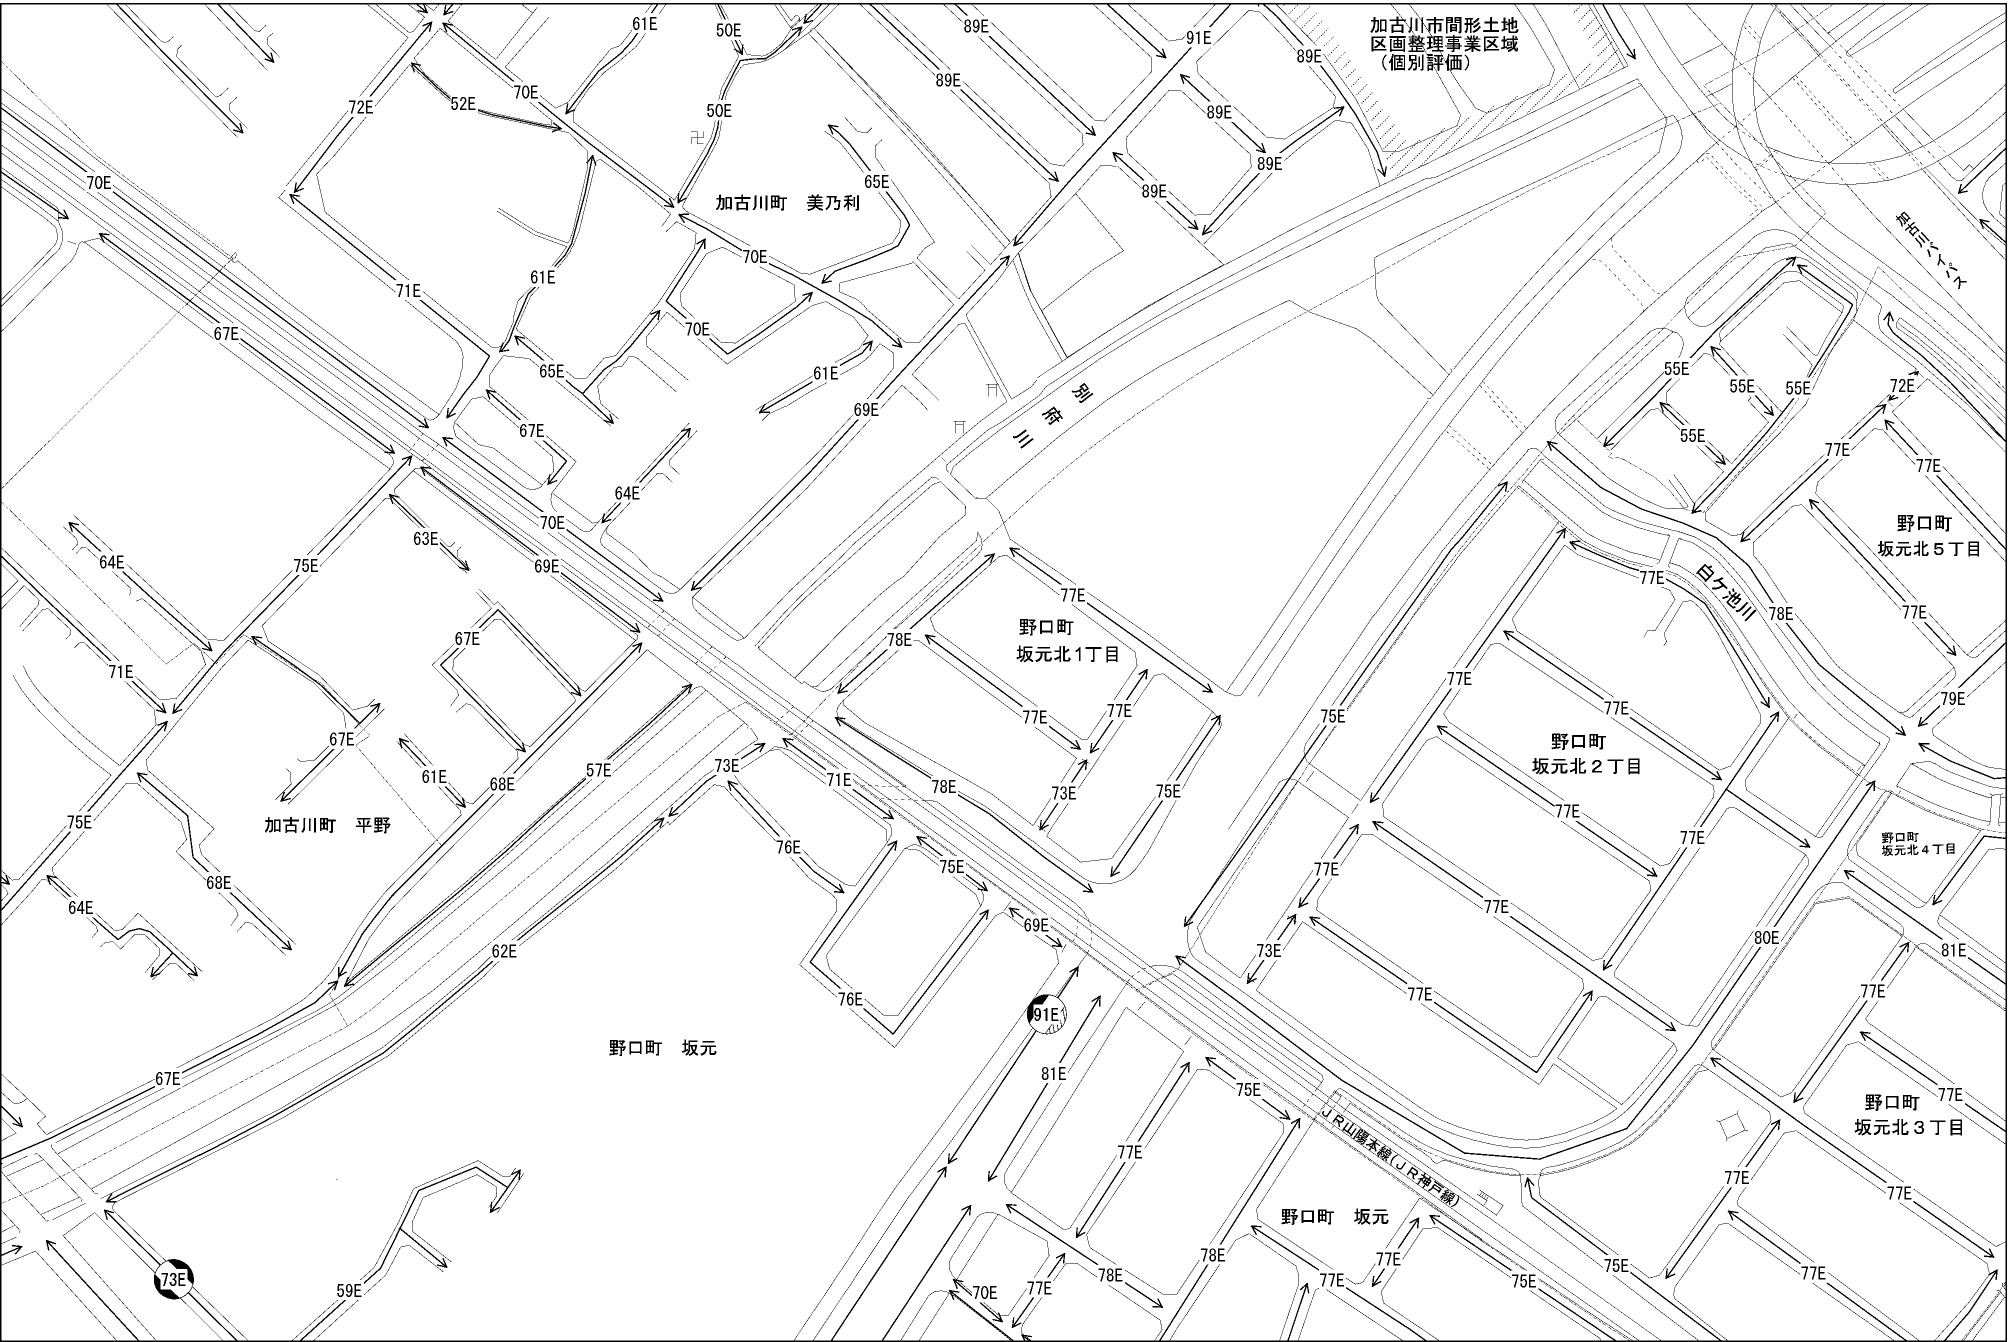 61E
50E
89E
91E
89E
加古川市間形土地
区画整理事業区域
（個別評価）
89E
70E
52E
72E
50E
89E
89E
89E
89E
65E
70E
加古川町　美乃利
加古川バイパス
70E
61E
71E
67E
70E
65E
61E
69E
別府川
55E
55E
55E
72E
55E
67E
77E
77E
64E
70E
野口町
坂元北５丁目
63E
69E
64E
75E
77E
77E
白ケ池川
78E
77E
67E
78E
野口町
坂元北１丁目
71E
77E
79E
67E
77E
77E
75E
77E
野口町
坂元北２丁目
73E
57E
61E
68E
71E
78E
73E
75E
75E
加古川町　平野
77E
77E
野口町
坂元北４丁目
76E
75E
77E
68E
64E
77E
69E
80E
62E
73E
81E
76E
77E
77E
91E
野口町　坂元
67E
81E
75E
77E
野口町
坂元北３丁目
ＪＲ山陽本線（ＪＲ神戸線）
77E
77E
77E
野口町　坂元
78E
77E
75E
77E
73E
78E
77E
75E
59E
70E
77E